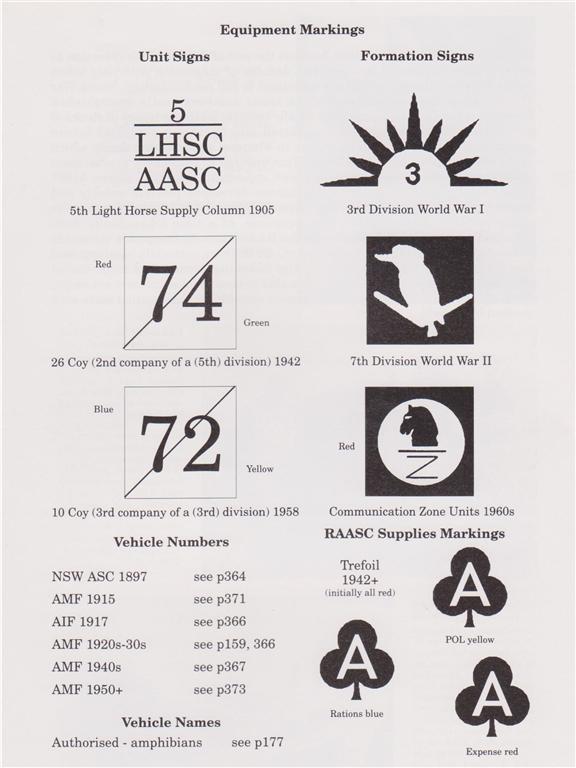 Equipment Markings
Unit Signs
5
LHSC
AASC
5th Light Horse Supply Column 1905
Red
74
Green
26 Coy (2nd company of a (5th) division) 1942
Blue
72
Yellow
10 Coy (3rd company of a (3rd) division) 1958
Vehicle Numbers
NSW ASC 1897 see p364
AMF 1915 see p371
AIF 1917 see p366
AMF 1920s-30s see p159, 366
AMF 1940s see p367
AMF 1950+ see p373
Vehicle Names
Authorised - amphibians see p177
Formation Signs
3
3rd Division World War I
7th Division World War II
Red
Z
Communication Zone Units 1960s
RAASC Supplies Markings
Trefoil
1942+
(initially all red)
A
POL yellow
A
Rations blue
A
Expense red